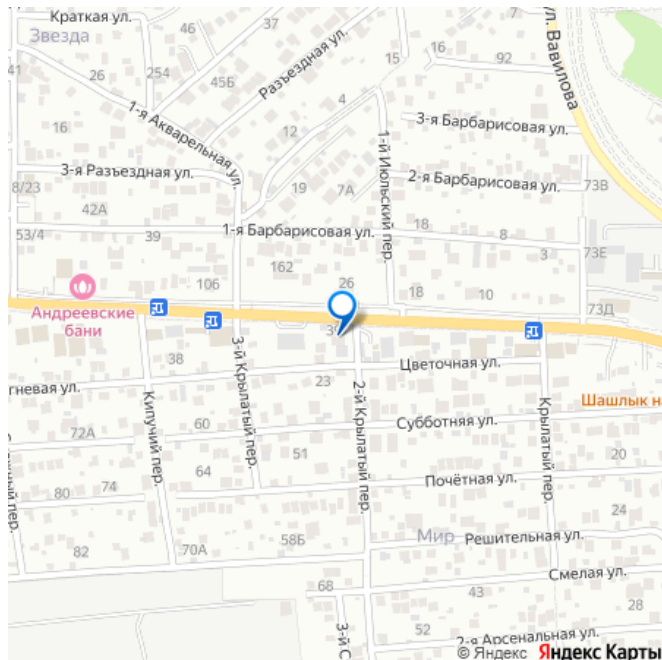 Краткая ул.
46
Звезда
ул. Вавилова
16
92
15
41
26
254
45Б
Разъездная ул.
4
1-я Акварельная ул.
16
12
3-я Барбарисовая ул.
1-й Июльский пер.
3-я Разъездная ул.
19
7А
2-я Барбарисовая ул.
73В
8/23
42А
53/4
39
1-я Барбарисовая ул.
18
8
3
73Е
162
106
26
18
10
Андреевские
бани
73Д
3-й Крылатый пер.
38
Цветочная ул.
гневая ул.
23
Кипучий пер.
2-й Крылатый пер.
Крылатый пер.
Шашлык на
72А
60
Субботняя ул.
51
20
64
80
74
Почётная ул.
24
пер.
82
70А
58Б
Мир
Решительная ул.
68
43
Смелая ул.
28
3-й С
52
2-я Арсенальная ул.
© Яндекс Яндекс Карты